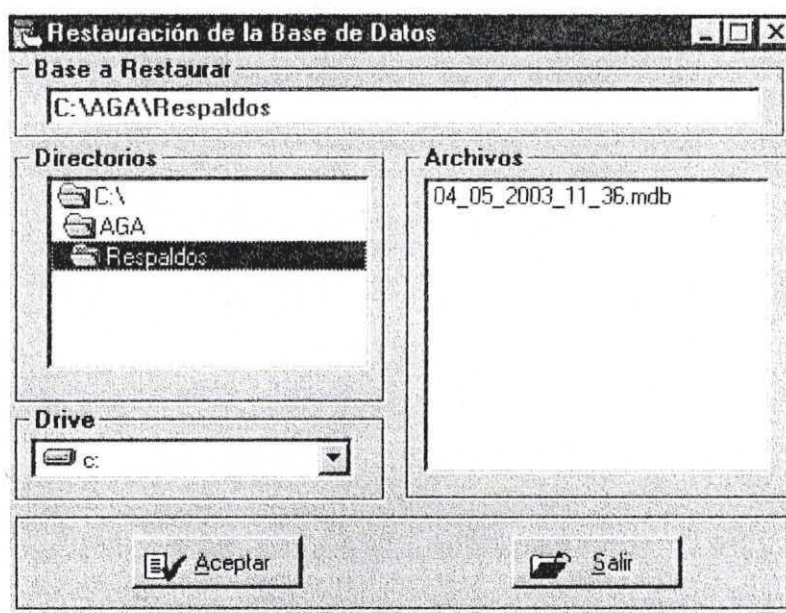 Restauración de la Base de Datos
Base a Restaurar
C:\AGA\Respaldos
Directorios
C:\
AGA
Respaldos
Archivos
04_05_2003_11_36.mdb
Drive
c:
Aceptar
Salir